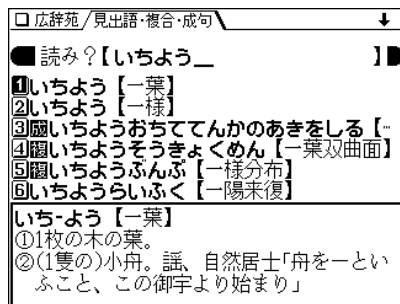 広辞苑/見出語・複合・成句
読み?【いちよう_ 】
1いちよう【一葉】
2いちよう【一様】
3成いちようおちててんかのあきをしる【…
4複いちようそうきょくめん【一葉双曲面】
5複いちようぶんぷ【一様分布】
6いちようらいふく【一陽来復】
いち‐よう【一葉】
①1枚の木の葉。
②(1隻の)小舟。謡、自然居士「舟を一とい
ふこと、この御宇より始まり」